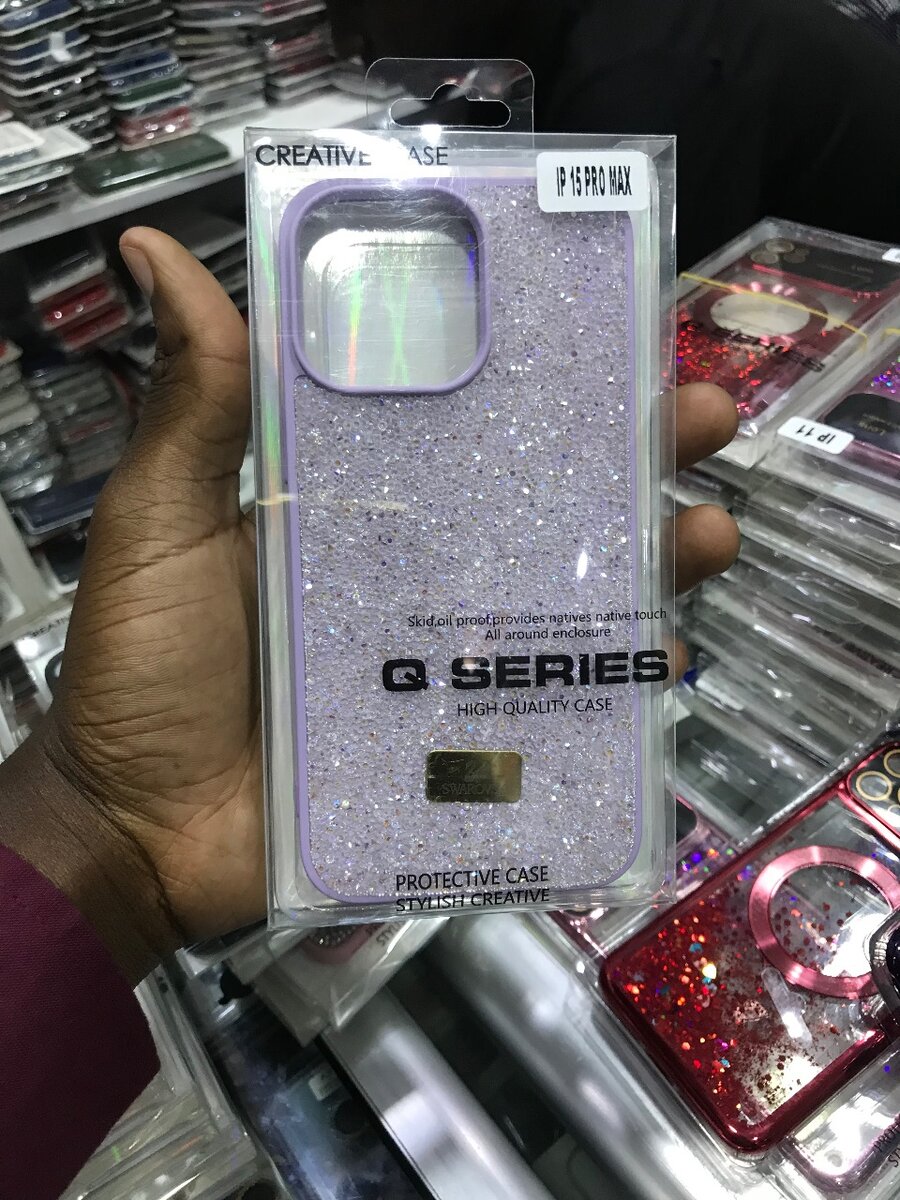 CREATIVE CASE
IP 15 PRO MAX
IP 11
Skid,oil proof,provides natives native touch
All around enclosure
Q SERIES
HIGH QUALITY CASE
PROTECTIVE CASE
STYLISH CREATIVE